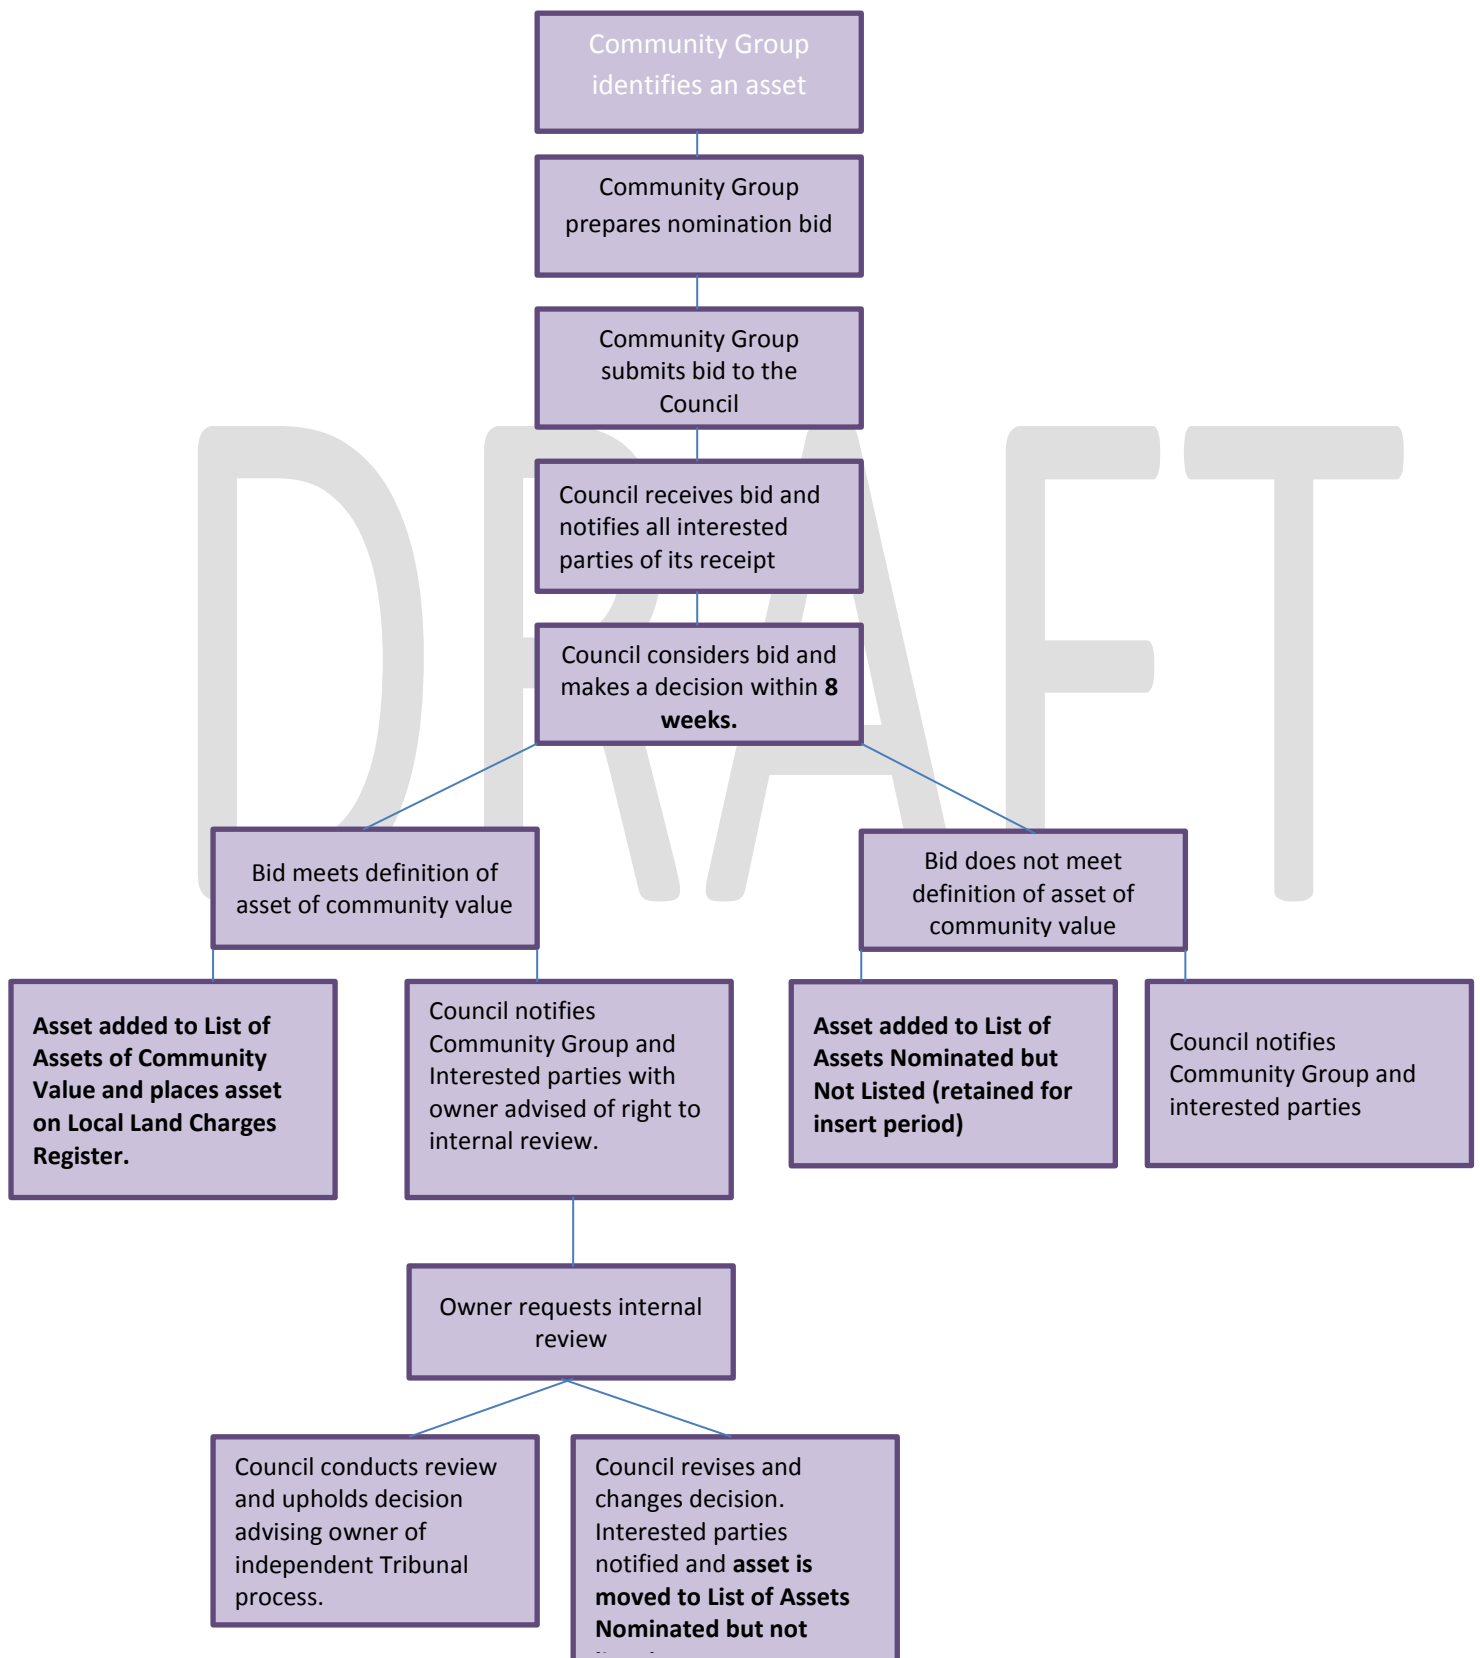 Community Group
identifies an asset
Community Group
prepares nomination bid
Community Group
submits bid to the
Council
Council receives bid and
notifies all interested
parties of its receipt
Council considers bid and
makes a decision within 8
weeks.
DRAFT
Bid meets definition of
asset of community value
Bid does not meet
definition of asset of
community value
Asset added to List of
Assets of Community
Value and places asset
on Local Land Charges
Register.
Council notifies
Community Group and
Interested parties with
owner advised of right to
internal review.
Asset added to List of
Assets Nominated but
Not Listed (retained for
insert period)
Council notifies
Community Group and
interested parties
Owner requests internal
review
Council conducts review
and upholds decision
advising owner of
independent Tribunal
process.
Council revises and
changes decision.
Interested parties
notified and asset is
moved to List of Assets
Nominated but not